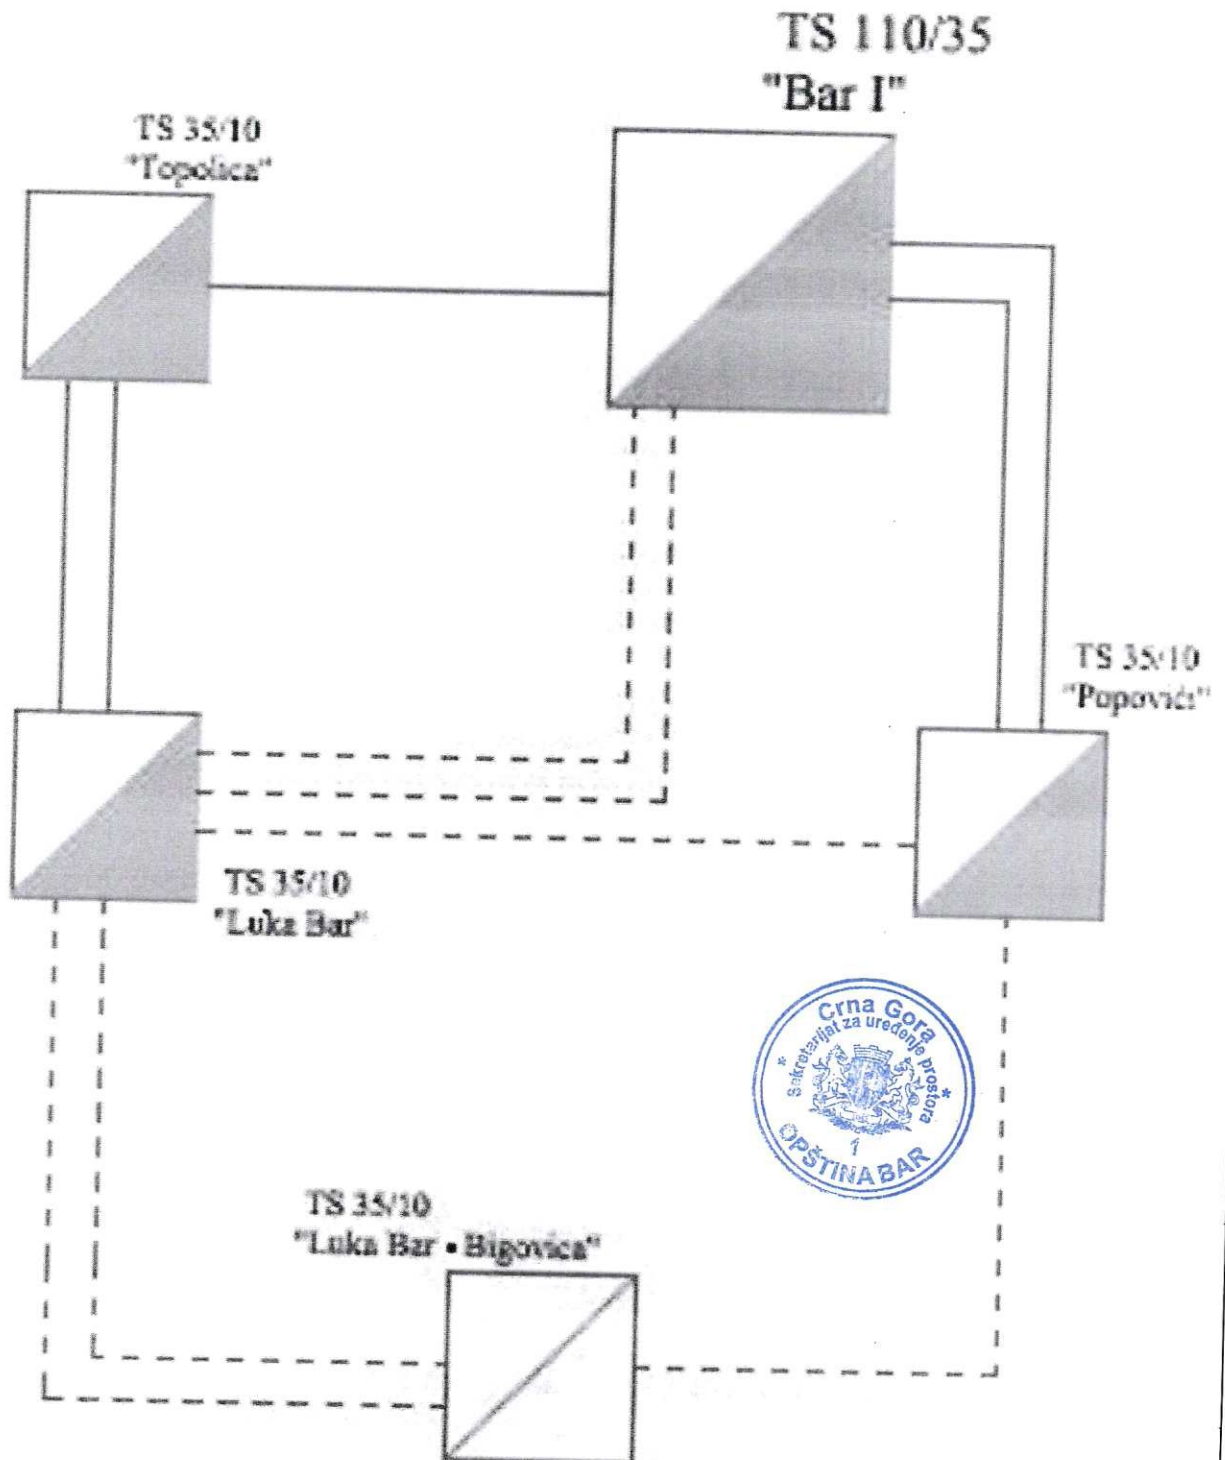 TS 110/35
"Bar I"
TS 35/10
"Topolica"
TS 35/10
"Popovići"
TS 35/10
"Luka Bar"
Crna Gora
Sekretarijat za uređenje prostora
1
OPŠTINA BAR
TS 35/10
"Luka Bar - Bigovica"